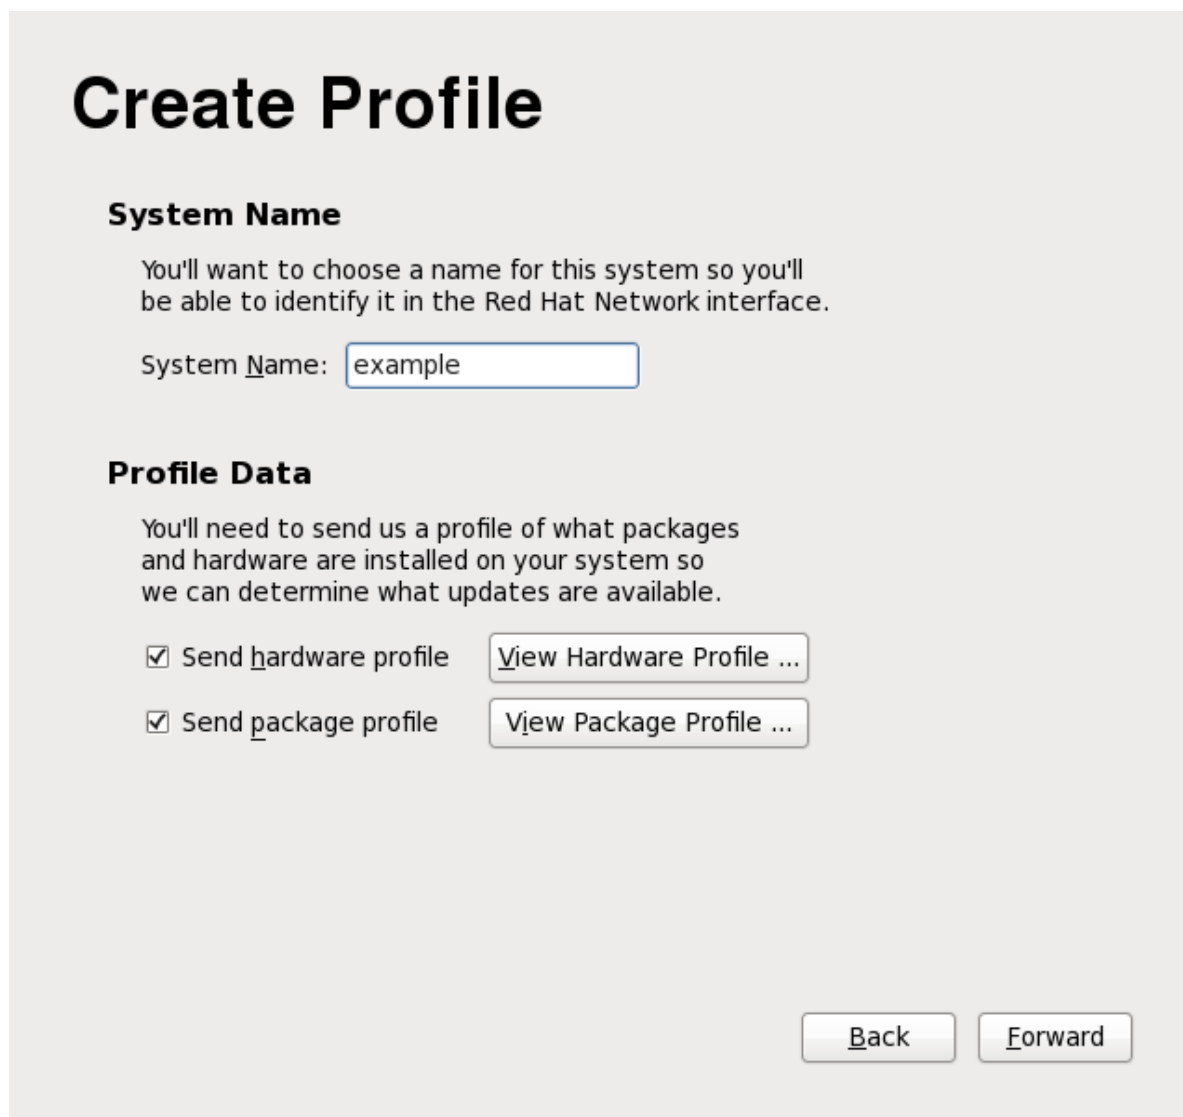 Create Profile
System Name
You'll want to choose a name for this system so you'll
be able to identify it in the Red Hat Network interface.
System Name: example
Profile Data
You'll need to send us a profile of what packages
and hardware are installed on your system so
we can determine what updates are available.
Send hardware profile View Hardware Profile ...
Send package profile View Package Profile ...
Back Forward